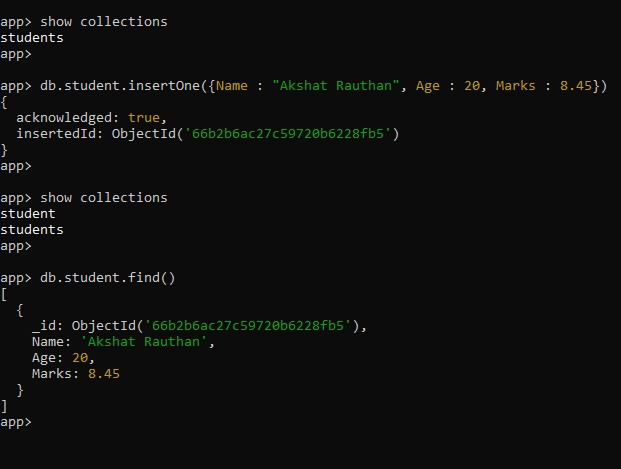 app> show collections
students
app>
app> db.student.insertOne({Name : "Akshat Rauthan", Age : 20, Marks : 8.45})
{
  acknowledged: true,
  insertedId: ObjectId('66b2b6ac27c59720b6228fb5')
}
app>
app> show collections
student
students
app>
app> db.student.find()
[
  {
    _id: ObjectId('66b2b6ac27c59720b6228fb5'),
    Name: 'Akshat Rauthan',
    Age: 20,
    Marks: 8.45
  }
]
app>